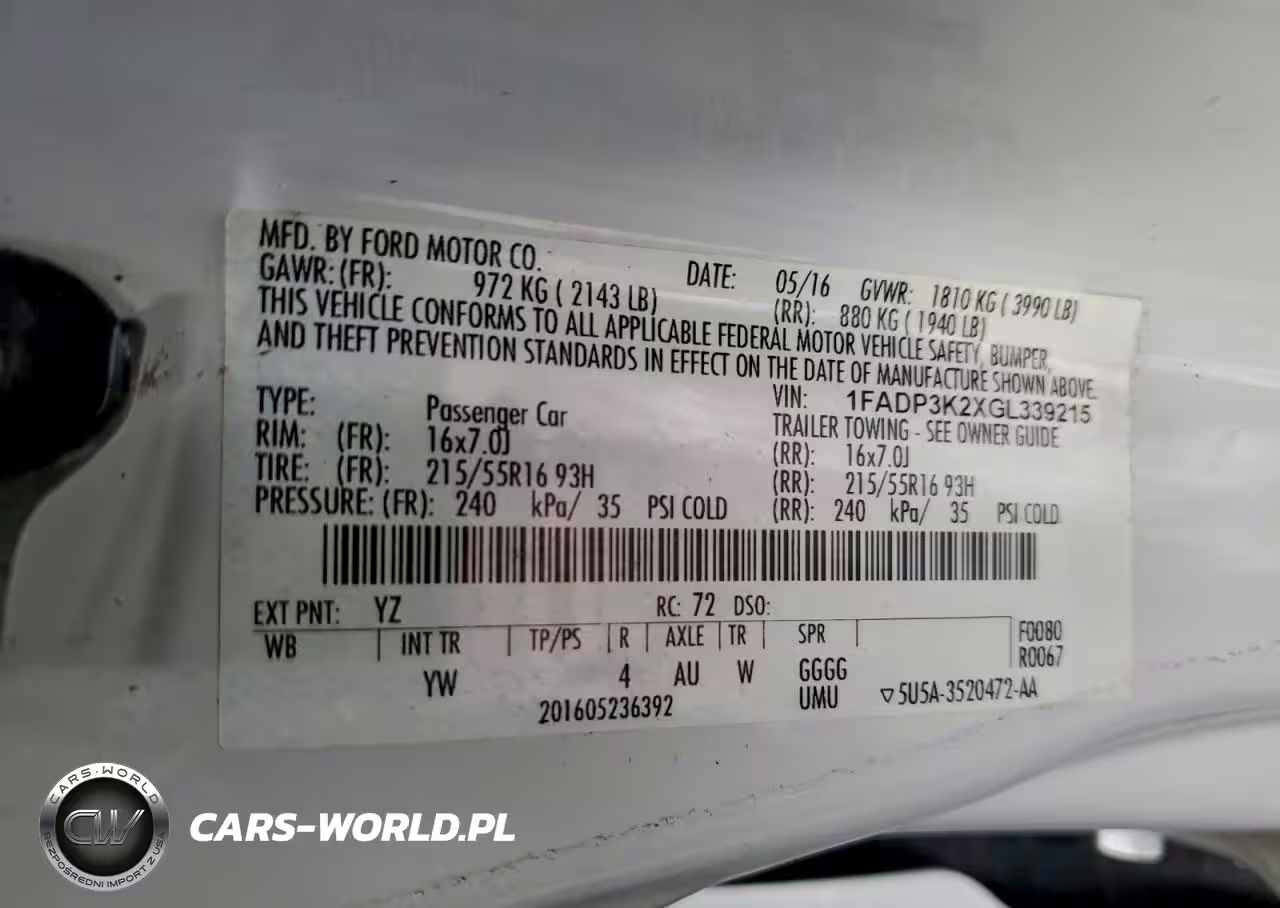 MFD. BY FORD MOTOR CO.
DATE: 05/16 GVWR: 1810 KG ( 3990 LB)
GAWR: (FR): 972 KG ( 2143 LB) (RR): 880 KG ( 1940 LB)
THIS VEHICLE CONFORMS TO ALL APPLICABLE FEDERAL MOTOR VEHICLE SAFETY, BUMPER,
AND THEFT PREVENTION STANDARDS IN EFFECT ON THE DATE OF MANUFACTURE SHOWN ABOVE.
VIN: 1FADP3K2XGL339215
TYPE: Passenger Car TRAILER TOWING - SEE OWNER GUIDE
RIM: (FR): 16x7.0J (RR): 16x7.0J
TIRE: (FR): 215/55R16 93H (RR): 215/55R16 93H
PRESSURE: (FR): 240 kPa/ 35 PSI COLD (RR): 240 kPa/ 35 PSI COLD
EXT PNT: YZ RC: 72 DSO:
WB INT TR TP/PS R AXLE TR SPR F0080
R0067
YW 4 AU W GGGG
201605236392 UMU ▽5U5A-3520472-AA
CARS-WORLD
CW
BEZPOŚREDNI IMPORT Z USA
CARS-WORLD.PL